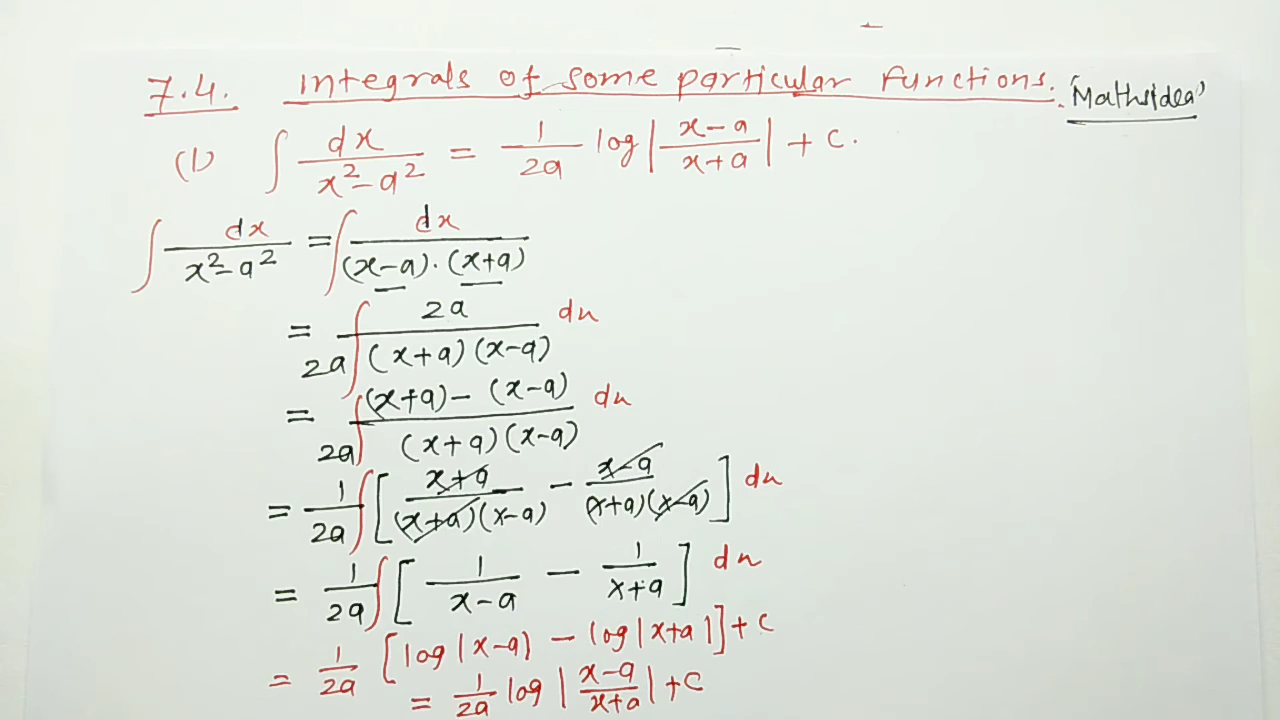 7.4. Integrals of some particular functions. 'Mathsidea'
(1) ∫ dx/(x²-a²) = 1/2a log|(x-a)/(x+a)| + c.
∫ dx/(x²-a²) = ∫ dx/((x-a).(x+a))
= 1/2a ∫ 2a/((x+a)(x-a)) dx
= 1/2a ∫ ((x+a)-(x-a))/((x+a)(x-a)) dx
= 1/2a ∫ [(x+a)/((x+a)(x-a)) - (x-a)/((x+a)(x-a))] dx
= 1/2a ∫ [1/(x-a) - 1/(x+a)] dx
= 1/2a [log|x-a| - log|x+a|] + c
= 1/2a log|(x-a)/(x+a)| + c